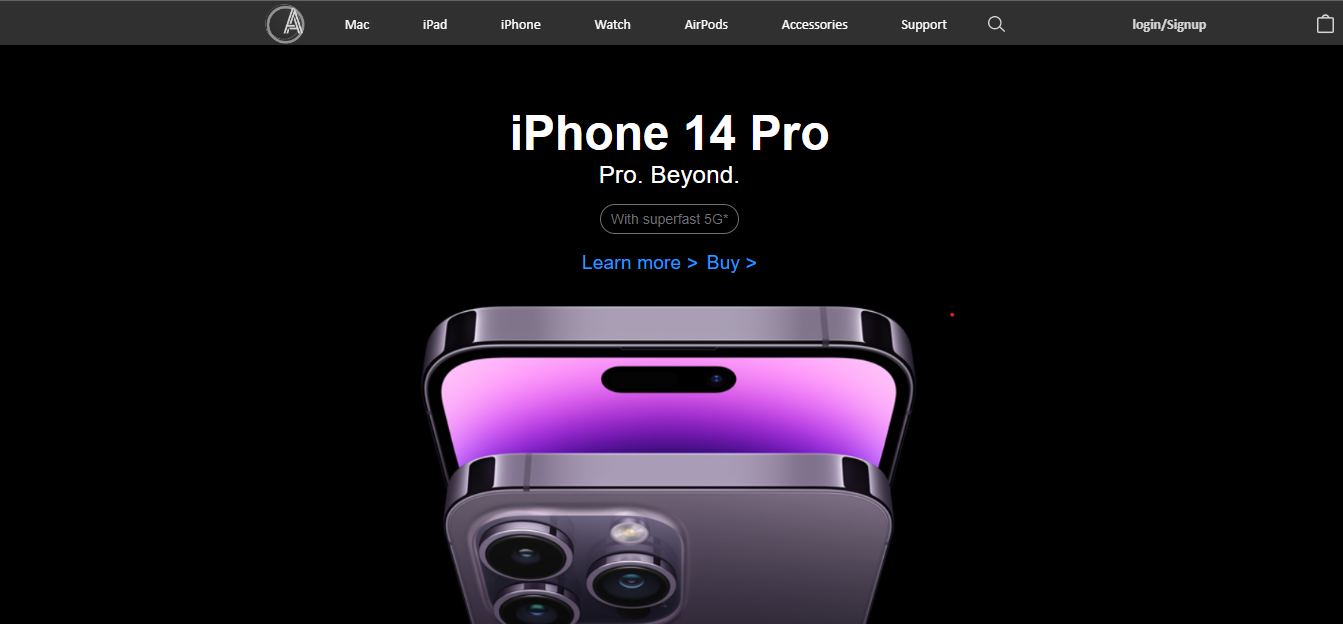 A Mac iPad iPhone Watch AirPods Accessories Support login/Signup
iPhone 14 Pro
Pro. Beyond.
With superfast 5G*
Learn more > Buy >